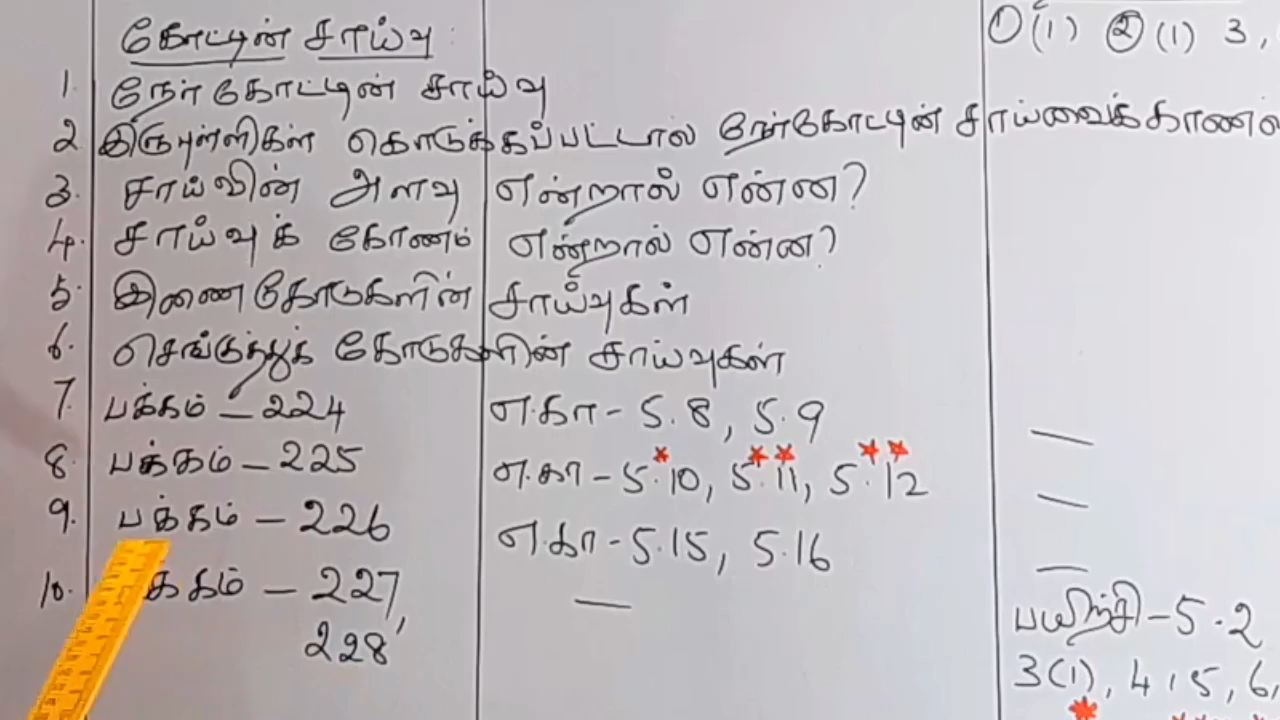 கோட்டின் சாய்வு :
① (1) ② (1) 3,
1. நேர்கோட்டின் சாய்வு
2 இருபுள்ளிகள் கொடுக்கப்பட்டால் நேர்கோட்டின் சாய்வைக்காணல்
3. சாய்வின் அளவு என்றால் என்ன?
4. சாய்வுக் கோணம் என்றால் என்ன?
5. இணைகோடுகளின் சாய்வுகள்
6. செங்குத்துக் கோடுகளின் சாய்வுகள்
7. பக்கம் – 224 எ.கா – 5.8, 5.9 —
8. பக்கம் – 225 எ.கா – 5.10, 5.11, 5.12 —
9. பக்கம் – 226 எ.கா – 5.15, 5.16 —
10. க்கம் – 227, —
228
பயிற்சி – 5.2
3(1), 4, 5, 6,